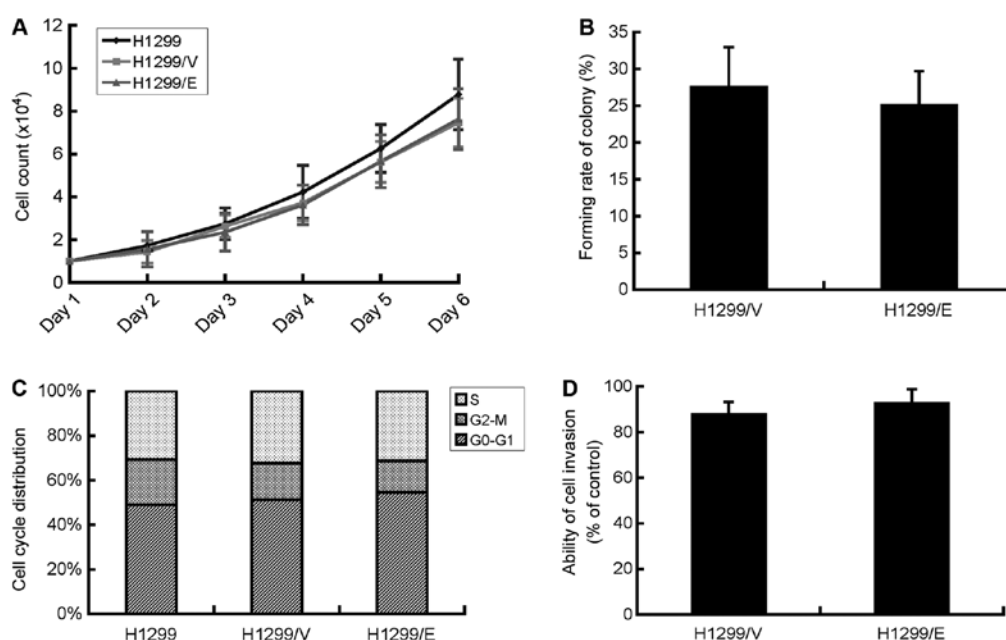 A
Cell count (x10⁴)
12
10
8
6
4
2
0
H1299
H1299/V
H1299/E
Day 1
Day 2
Day 3
Day 4
Day 5
Day 6
B
Forming rate of colony (%)
35
30
25
20
15
10
5
0
H1299/V
H1299/E
C
Cell cycle distribution
100%
80%
60%
40%
20%
0%
S
G2-M
G0-G1
H1299
H1299/V
H1299/E
D
Ability of cell invasion
(% of control)
100
80
60
40
20
0
H1299/V
H1299/E